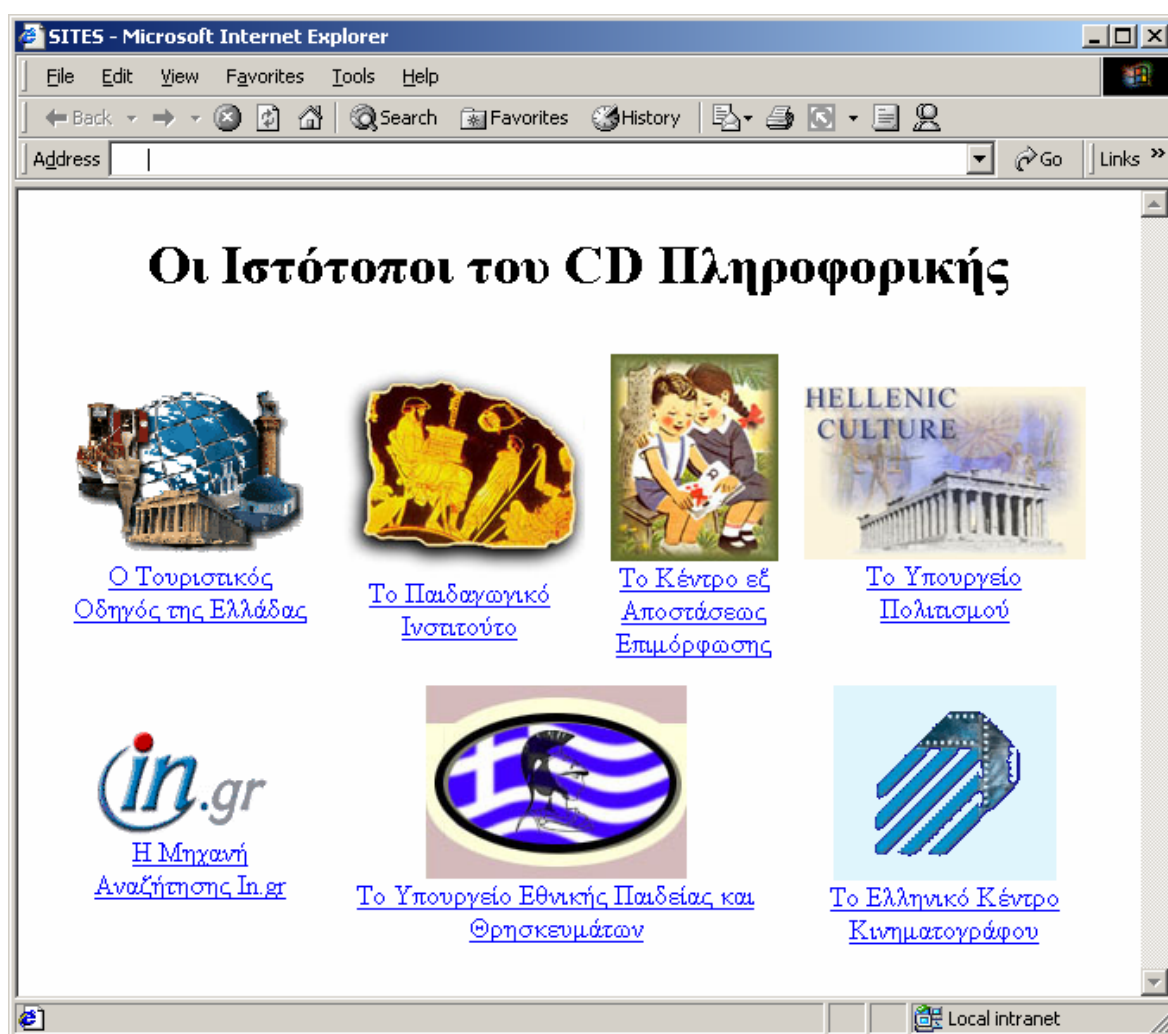 SITES - Microsoft Internet Explorer
File Edit View Favorites Tools Help
Back Search Favorites History
Address Go Links »
Οι Ιστότοποι του CD Πληροφορικής
HELLENIC
CULTURE
Ο Τουριστικός
Οδηγός της Ελλάδας
Το Παιδαγωγικό
Ινστιτούτο
Το Κέντρο εξ
Αποστάσεως
Επιμόρφωσης
Το Υπουργείο
Πολιτισμού
in.gr
Η Μηχανή
Αναζήτησης In.gr
Το Υπουργείο Εθνικής Παιδείας και
Θρησκευμάτων
Το Ελληνικό Κέντρο
Κινηματογράφου
Local intranet